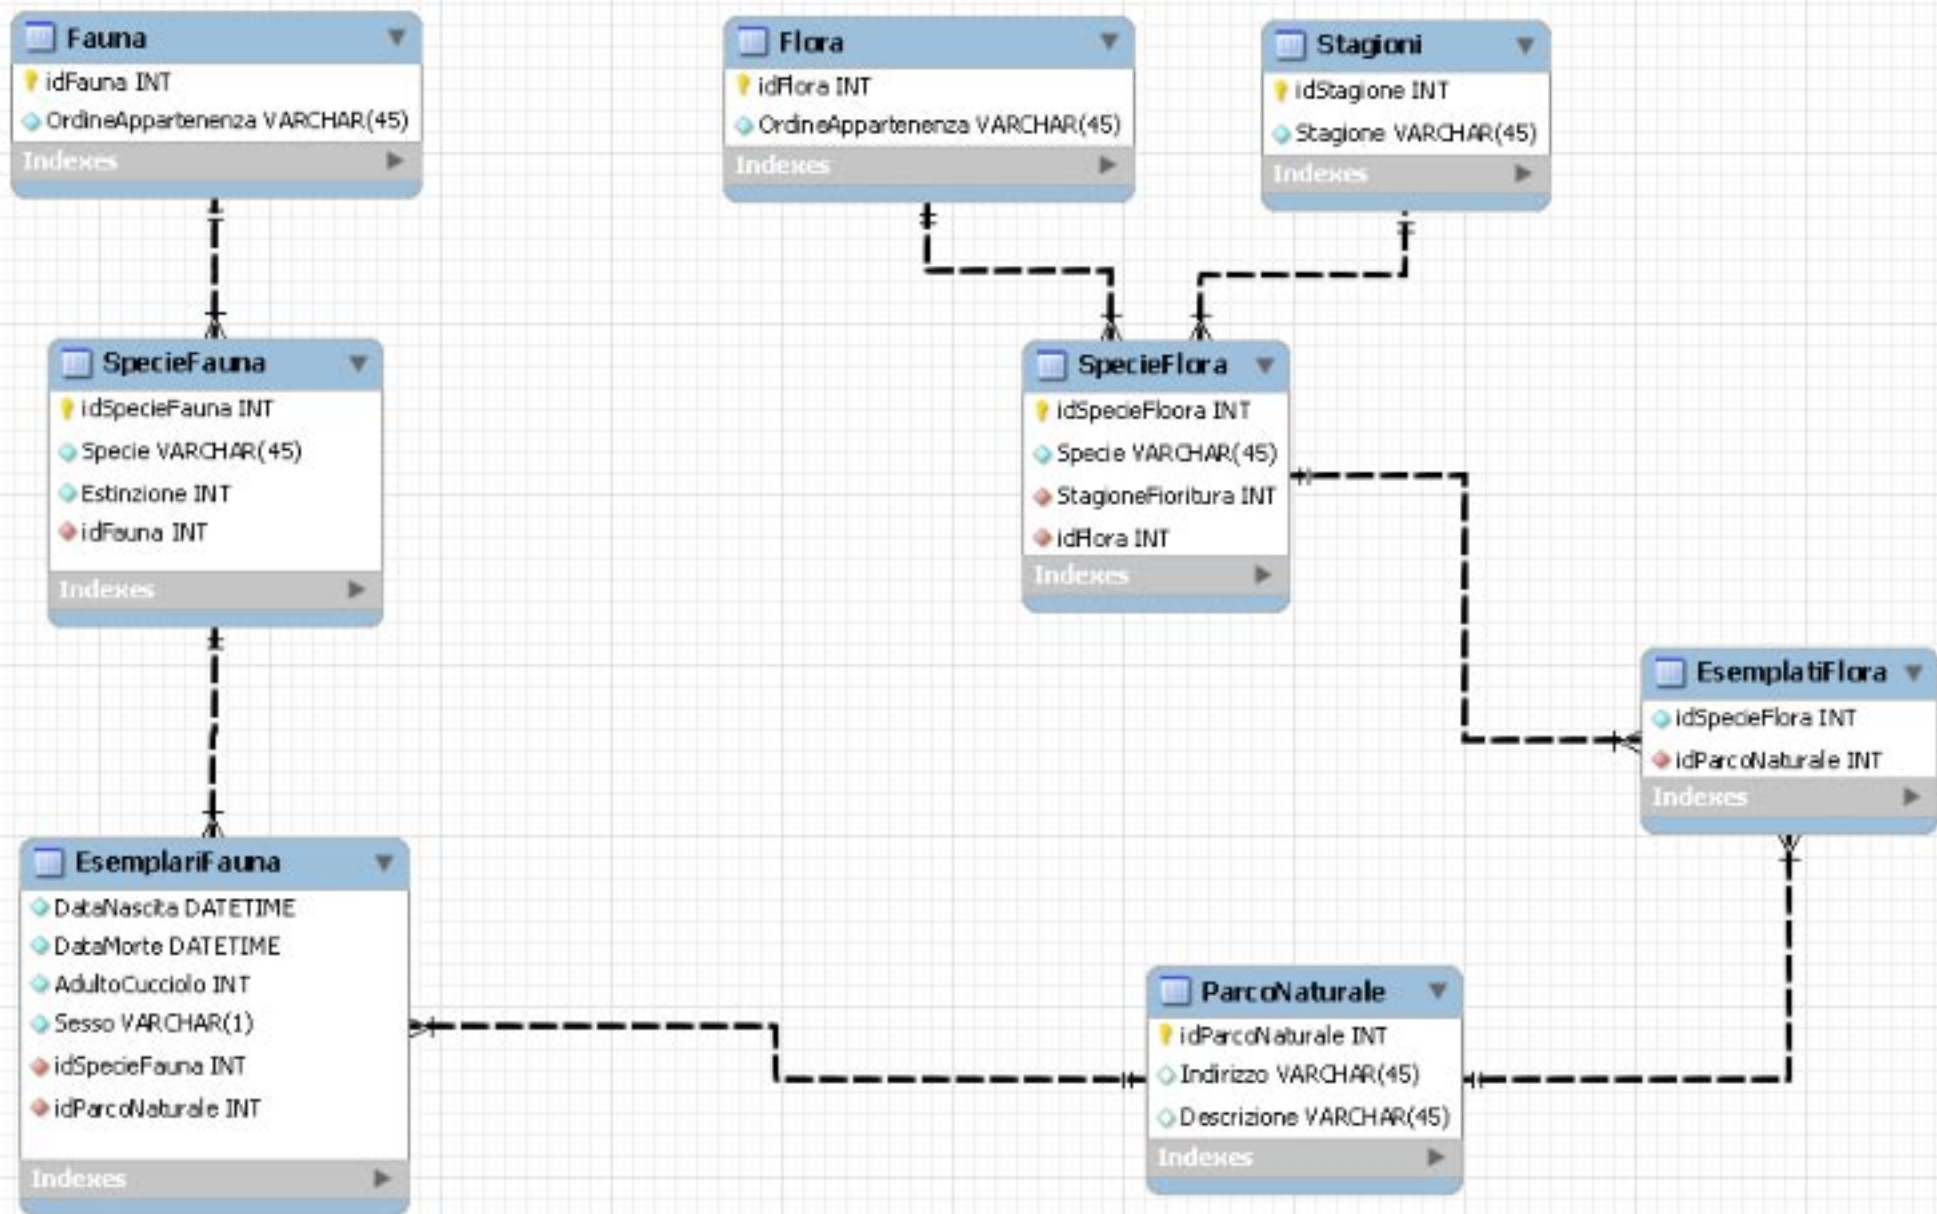 Fauna
idFauna INT
OrdineAppartenenza VARCHAR(45)
Indexes
Flora
idFlora INT
OrdineAppartenenza VARCHAR(45)
Indexes
Stagioni
idStagione INT
Stagione VARCHAR(45)
Indexes
SpecieFauna
idSpecieFauna INT
Specie VARCHAR(45)
Estinzione INT
idFauna INT
Indexes
SpecieFlora
idSpecieFloora INT
Specie VARCHAR(45)
StagioneFioritura INT
idFlora INT
Indexes
EsemplatiFlora
idSpecieFlora INT
idParcoNaturale INT
Indexes
EsemplariFauna
DataNascita DATETIME
DataMorte DATETIME
AdultoCucciolo INT
Sesso VARCHAR(1)
idSpecieFauna INT
idParcoNaturale INT
Indexes
ParcoNaturale
idParcoNaturale INT
Indirizzo VARCHAR(45)
Descrizione VARCHAR(45)
Indexes